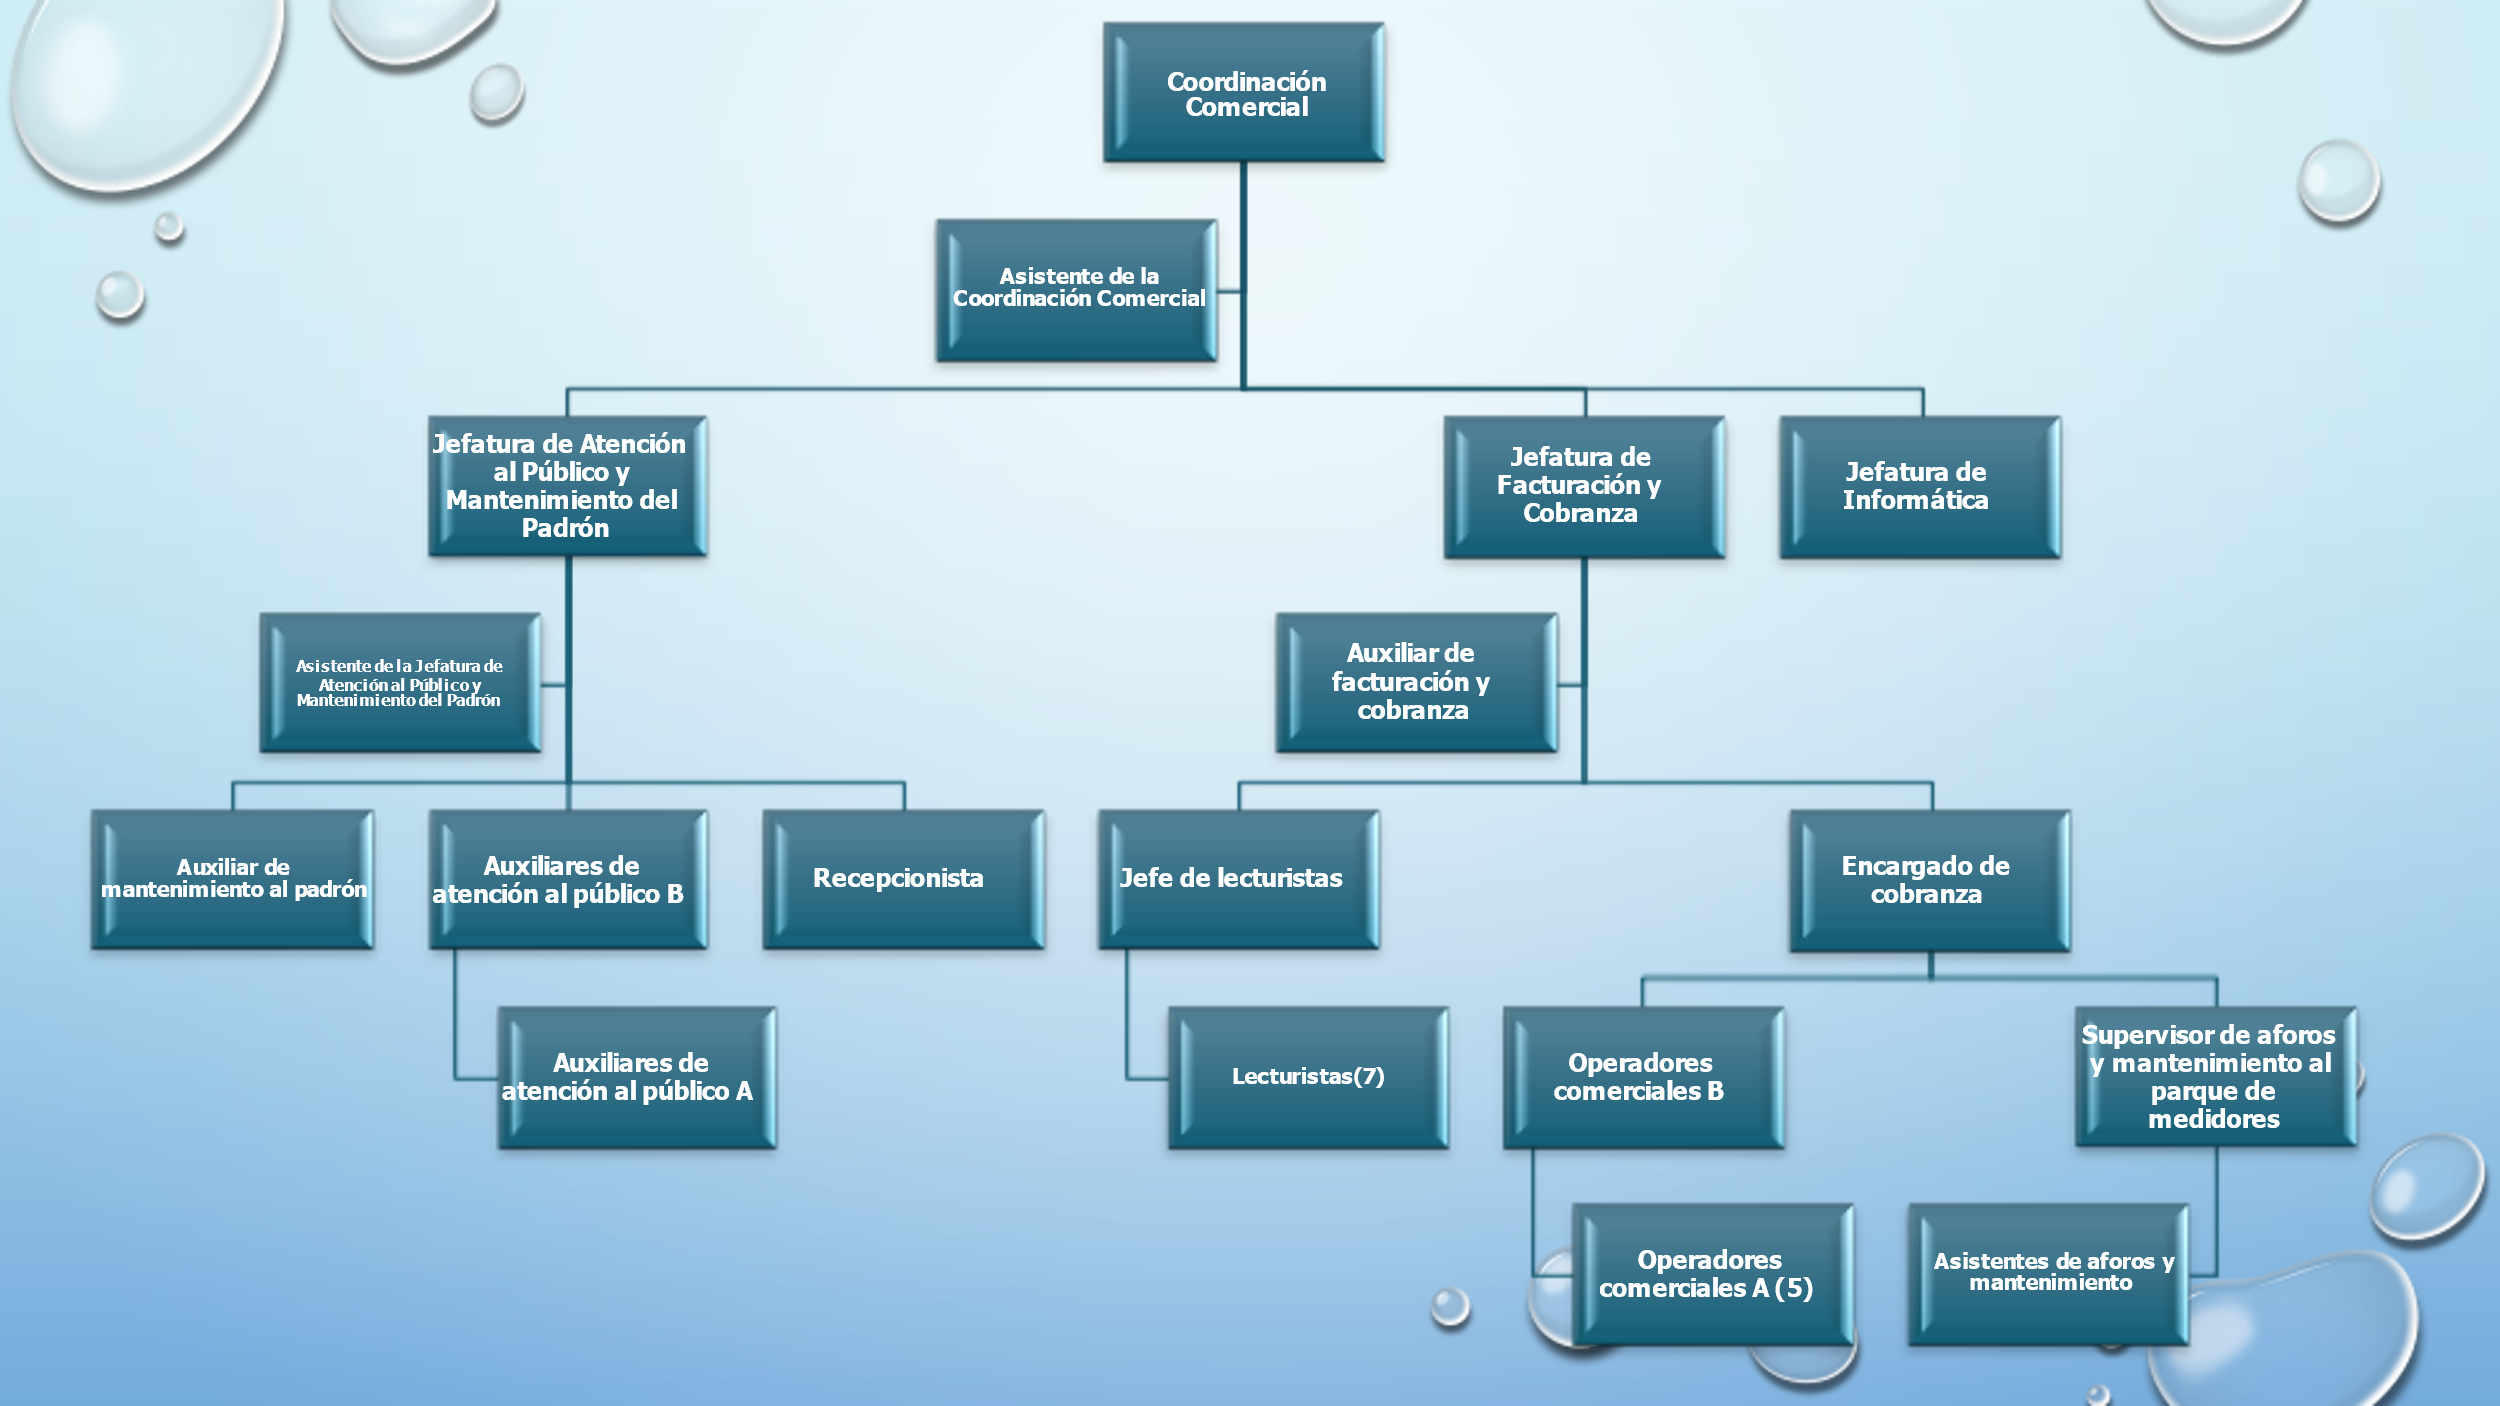 Coordinación
Comercial
Asistente de la
Coordinación Comercial
Jefatura de Atención
al Público y
Mantenimiento del
Padrón
Jefatura de
Facturación y
Cobranza
Jefatura de
Informática
Asistente de la Jefatura de
Atención al Público y
Mantenimiento del Padrón
Auxiliar de
facturación y
cobranza
Auxiliar de
mantenimiento al padrón
Auxiliares de
atención al público B
Recepcionista
Jefe de lecturistas
Encargado de
cobranza
Auxiliares de
atención al público A
Lecturistas(7)
Operadores
comerciales B
Supervisor de aforos
y mantenimiento al
parque de
medidores
Operadores
comerciales A (5)
Asistentes de aforos y
mantenimiento